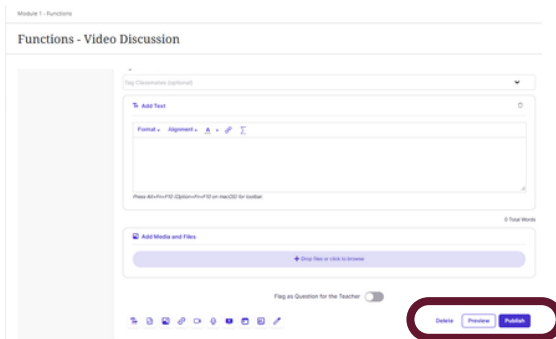 Module 1 - Functions
Functions - Video Discussion
Tag Classmates (optional)
Add Text
Format Alignment A
Press Alt+Fn+F10 (Option+Fn+F10 on macOS) for toolbar.
0 Total Words
Add Media and Files
+ Drop files or click to browse
Flag as Question for the Teacher
Delete Preview Publish